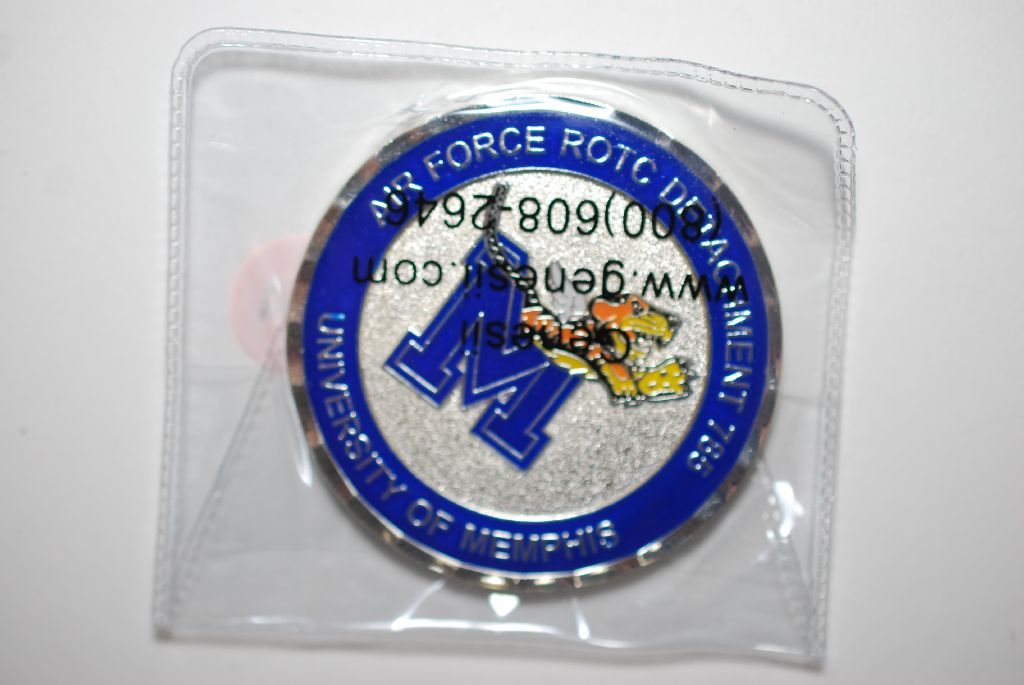 AIR FORCE ROTC DETACHMENT 785
UNIVERSITY OF MEMPHIS
M
Genesii
www.genesii.com
(800)608-2646